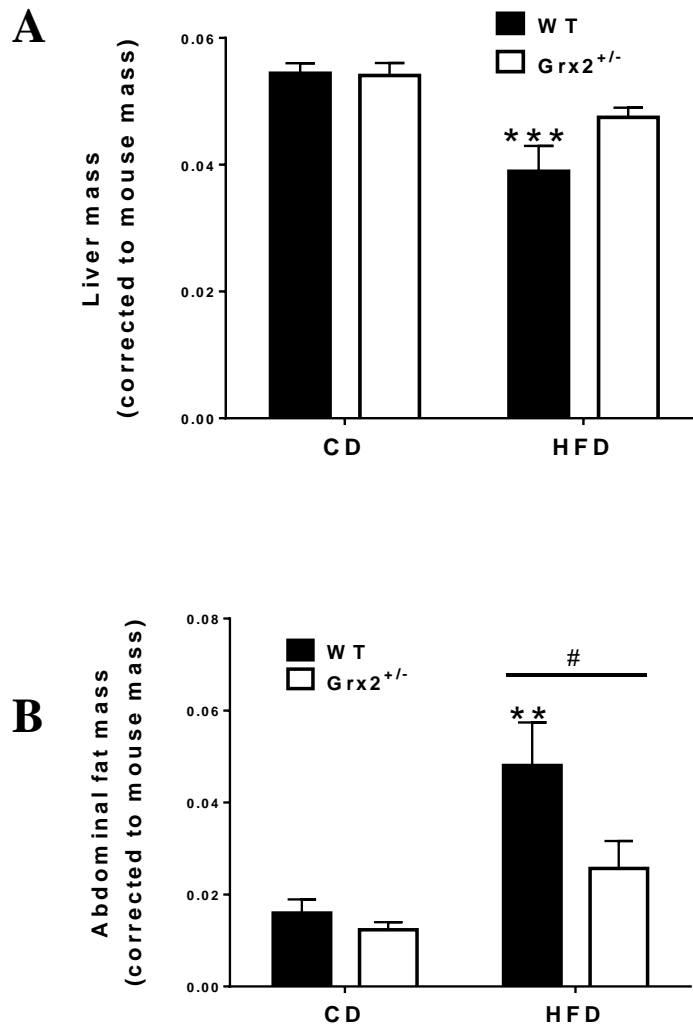 A
WT
Grx2+/-
Liver mass
(corrected to mouse mass)
0.06
0.04
0.02
0.00
***
CD
HFD
B
WT
Grx2+/-
Abdominal fat mass
(corrected to mouse mass)
0.08
0.06
0.04
0.02
0.00
#
**
CD
HFD